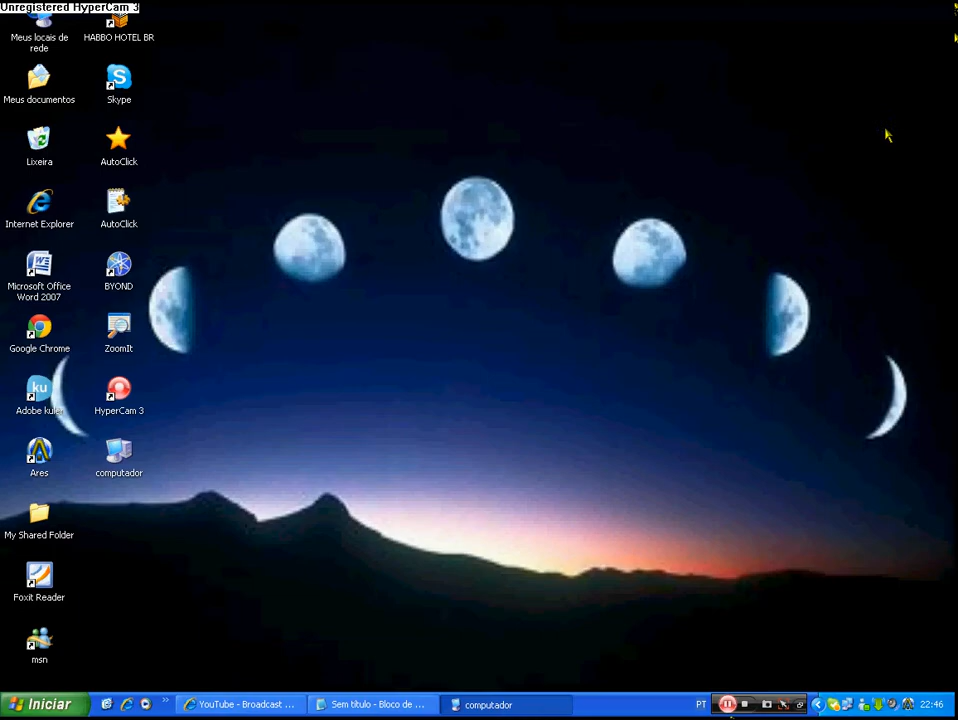 Unregistered HyperCam 3
Meus locais de
rede
HABBO HOTEL BR
Meus documentos
Skype
Lixeira
AutoClick
Internet Explorer
AutoClick
Microsoft Office
Word 2007
BYOND
Google Chrome
ZoomIt
ku
Adobe kuler
HyperCam 3
Ares
computador
My Shared Folder
Foxit Reader
msn
Iniciar
YouTube - Broadcast ...
Sem título - Bloco de ...
computador
PT
22:46